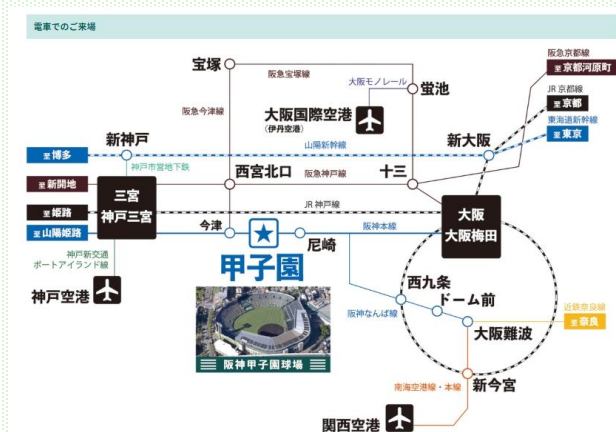 電車でのご来場
阪急京都線
至 京都河原町
宝塚
阪急宝塚線
大阪モノレール
蛍池
JR 京都線
至 京都
阪急今津線
大阪国際空港
(伊丹空港)
東海道新幹線
至 東京
新神戸
新大阪
至 博多
山陽新幹線
神戸市営地下鉄
至 新開地
西宮北口
阪急神戸線
十三
三宮
神戸三宮
至 姫路
JR 神戸線
大阪
大阪梅田
至 山陽姫路
今津
尼崎
阪神本線
甲子園
神戸新交通
ポートアイランド線
神戸空港
西九条
ドーム前
阪神なんば線
大阪難波
近鉄奈良線
至 奈良
阪神甲子園球場
南海空港線・本線
新今宮
関西空港